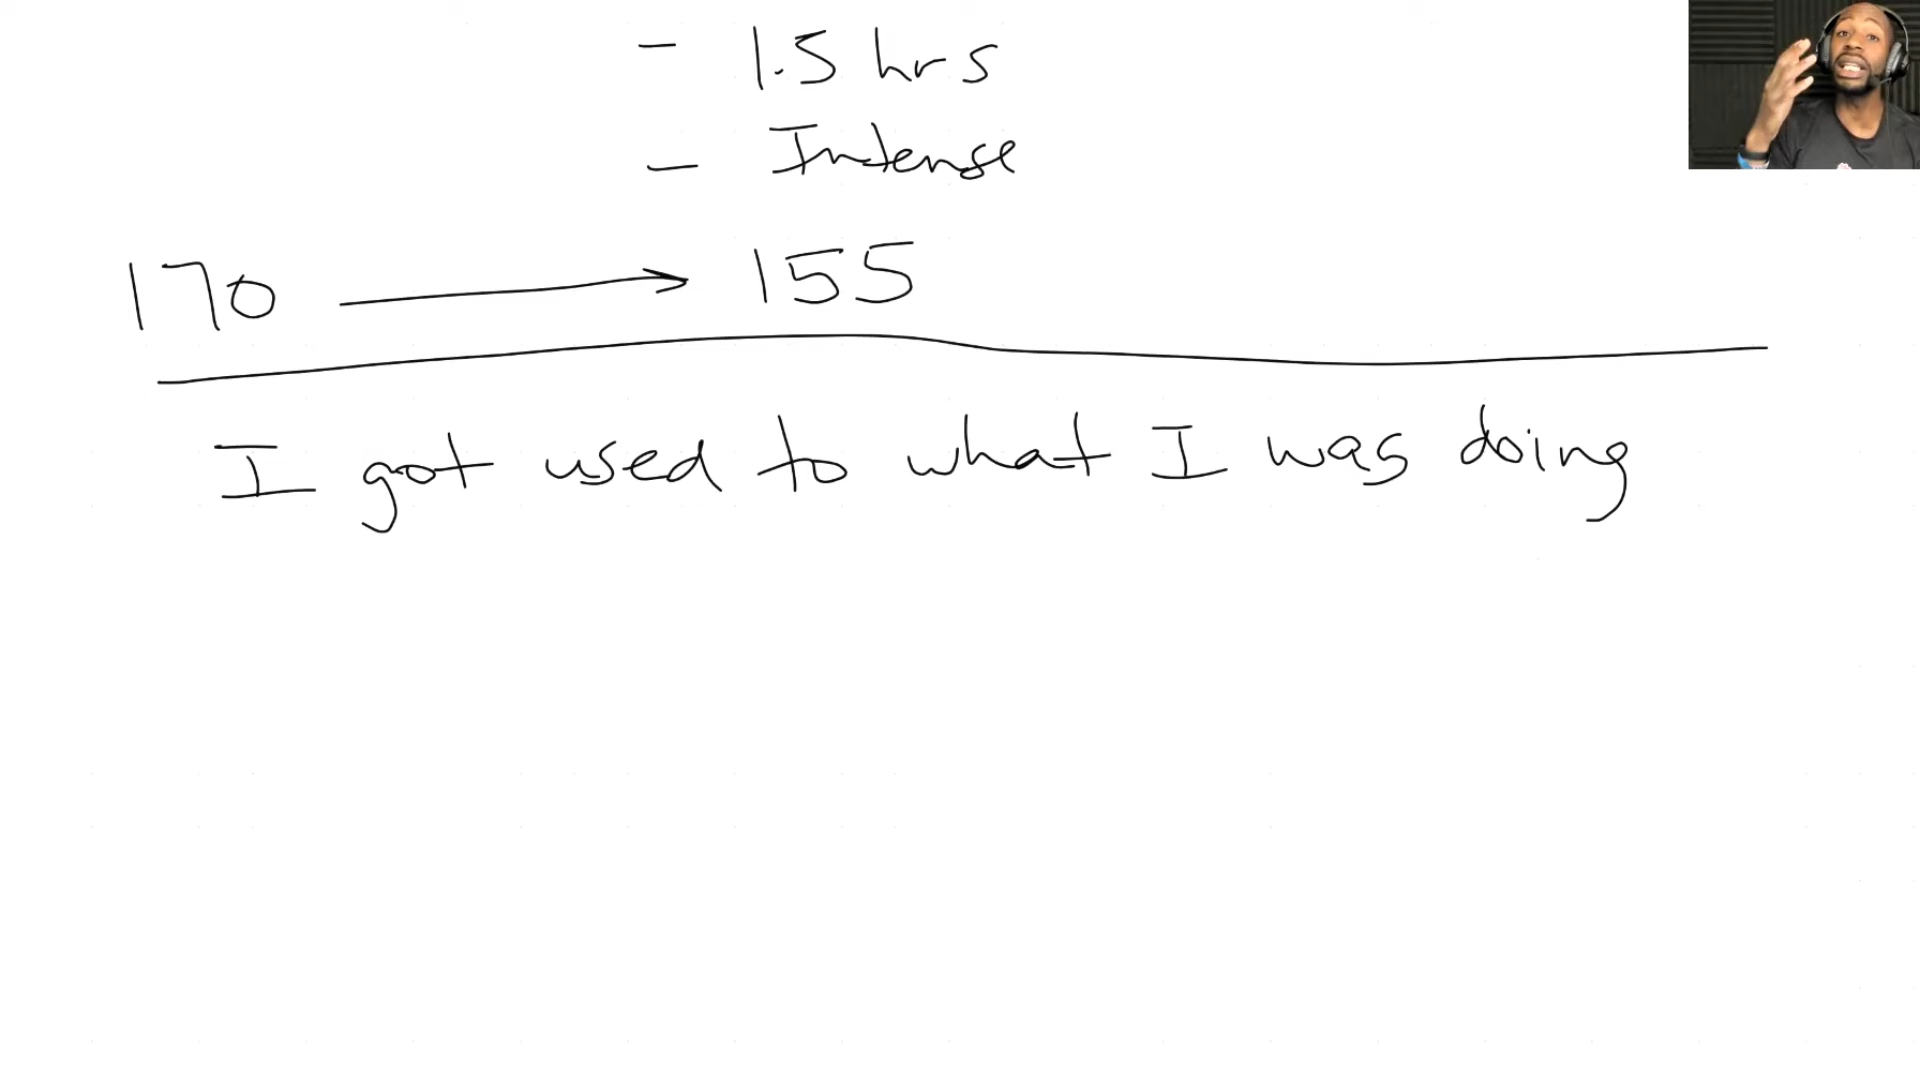 - 1.5 hrs
- Intense
170 → 155
I got used to what I was doing